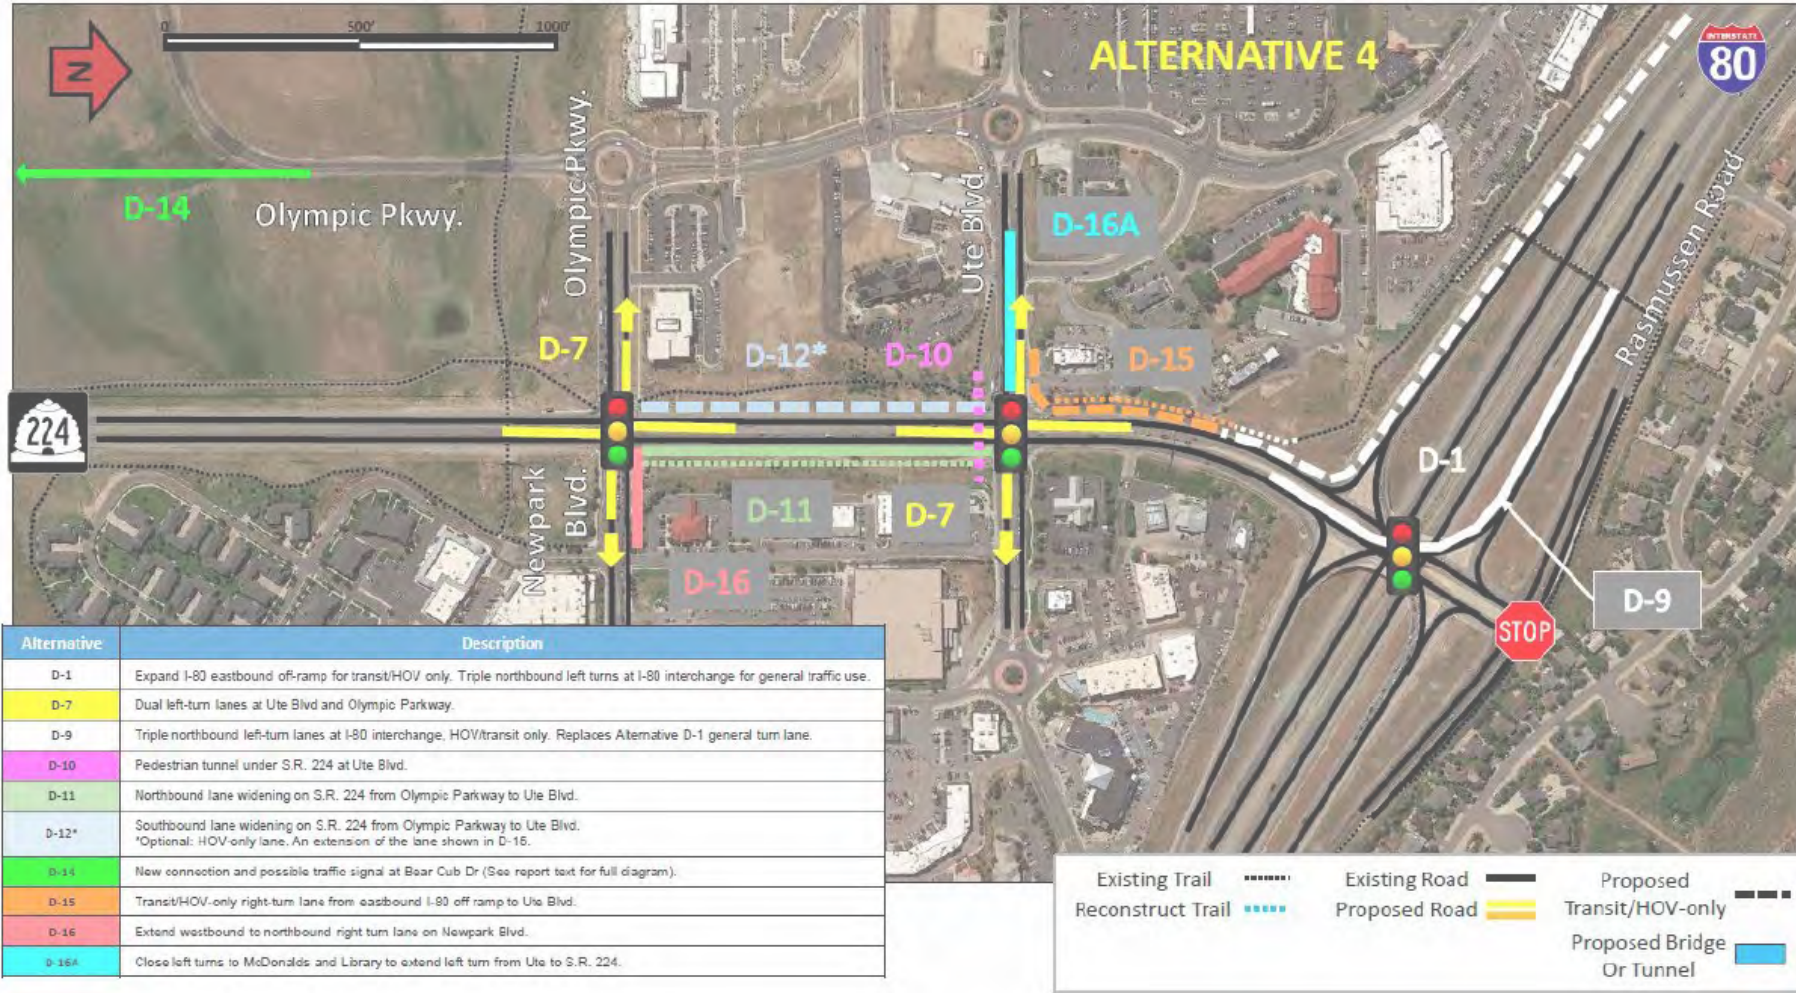 0' 500' 1000'
N
ALTERNATIVE 4
INTERSTATE
80
Olympic Pkwy.
Ute Blvd.
Rasmussen Road
D-14
Olympic Pkwy.
D-16A
D-7
D-12*
D-10
D-15
224
D-1
Newpark
Blvd.
D-11
D-7
D-16
D-9
STOP
Alternative Description
D-1 Expand I-80 eastbound off-ramp for transit/HOV only. Triple northbound left turns at I-80 interchange for general traffic use.
D-7 Dual left-turn lanes at Ute Blvd and Olympic Parkway.
D-9 Triple northbound left-turn lanes at I-80 interchange, HOV/transit only. Replaces Alternative D-1 general turn lane.
D-10 Pedestrian tunnel under S.R. 224 at Ute Blvd.
D-11 Northbound lane widening on S.R. 224 from Olympic Parkway to Ute Blvd.
D-12* Southbound lane widening on S.R. 224 from Olympic Parkway to Ute Blvd.
*Optional: HOV-only lane. An extension of the lane shown in D-15.
D-14 New connection and possible traffic signal at Bear Cub Dr (See report text for full diagram).
D-15 Transit/HOV-only right-turn lane from eastbound I-80 off ramp to Ute Blvd.
D-16 Extend westbound to northbound right turn lane on Newpark Blvd.
D-16A Close left turns to McDonalds and Library to extend left turn from Ute to S.R. 224.
Existing Trail
Reconstruct Trail
Existing Road
Proposed Road
Proposed
Transit/HOV-only
Proposed Bridge
Or Tunnel